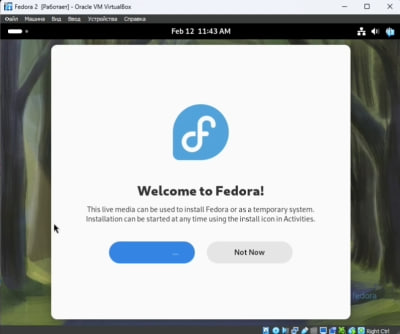 Fedora 2 [Работает] - Oracle VM VirtualBox
Файл Машина Вид Ввод Устройства Справка
Feb 12 11:43 AM
Welcome to Fedora!
This live media can be used to install Fedora or as a temporary system.
Installation can be started at any time using the install icon in Activities.
... Not Now
fedora
Right Ctrl